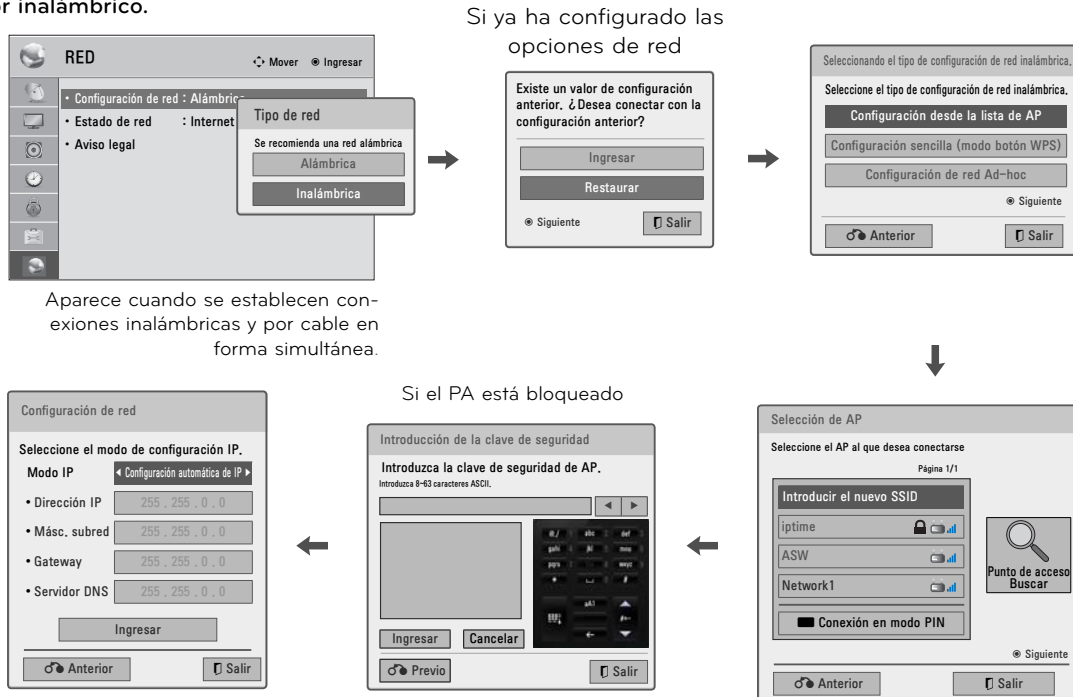 or inalámbrico.
RED
Mover ◉ Ingresar
• Configuración de red : Alámbrica
• Estado de red : Internet
• Aviso legal
Tipo de red
Se recomienda una red alámbrica
Alámbrica
Inalámbrica
Aparece cuando se establecen con-
exiones inalámbricas y por cable en
forma simultánea.
Si ya ha configurado las
opciones de red
Existe un valor de configuración
anterior. ¿Desea conectar con la
configuración anterior?
Ingresar
Restaurar
◉ Siguiente
Salir
Seleccionando el tipo de configuración de red inalámbrica.
Seleccione el tipo de configuración de red inalámbrica.
Configuración desde la lista de AP
Configuración sencilla (modo botón WPS)
Configuración de red Ad-hoc
◉ Siguiente
Anterior
Salir
Selección de AP
Seleccione el AP al que desea conectarse
Página 1/1
Introducir el nuevo SSID
iptime
ASW
Network1
Conexión en modo PIN
Punto de acceso
Buscar
◉ Siguiente
Anterior
Salir
Si el PA está bloqueado
Introducción de la clave de seguridad
Introduzca la clave de seguridad de AP.
Introduzca 8~63 caracteres ASCII.
abc def
jkl mno
Ingresar
Cancelar
Previo
Salir
Configuración de red
Seleccione el modo de configuración IP.
Modo IP ◀ Configuración automática de IP ▶
• Dirección IP 255 . 255 . 0 . 0
• Másc. subred 255 . 255 . 0 . 0
• Gateway 255 . 255 . 0 . 0
• Servidor DNS 255 . 255 . 0 . 0
Ingresar
Anterior
Salir